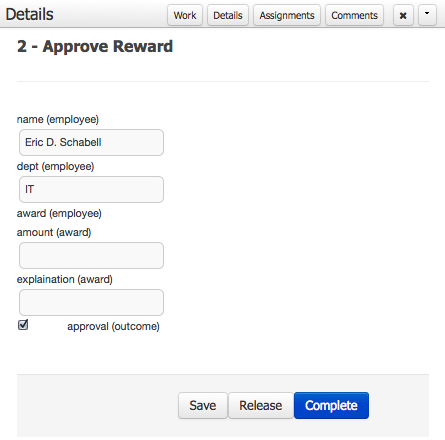 Details
Work
Details
Assignments
Comments
2 - Approve Reward
name (employee)
Eric D. Schabell
dept (employee)
IT
award (employee)
amount (award)
explaination (award)
approval (outcome)
Save
Release
Complete